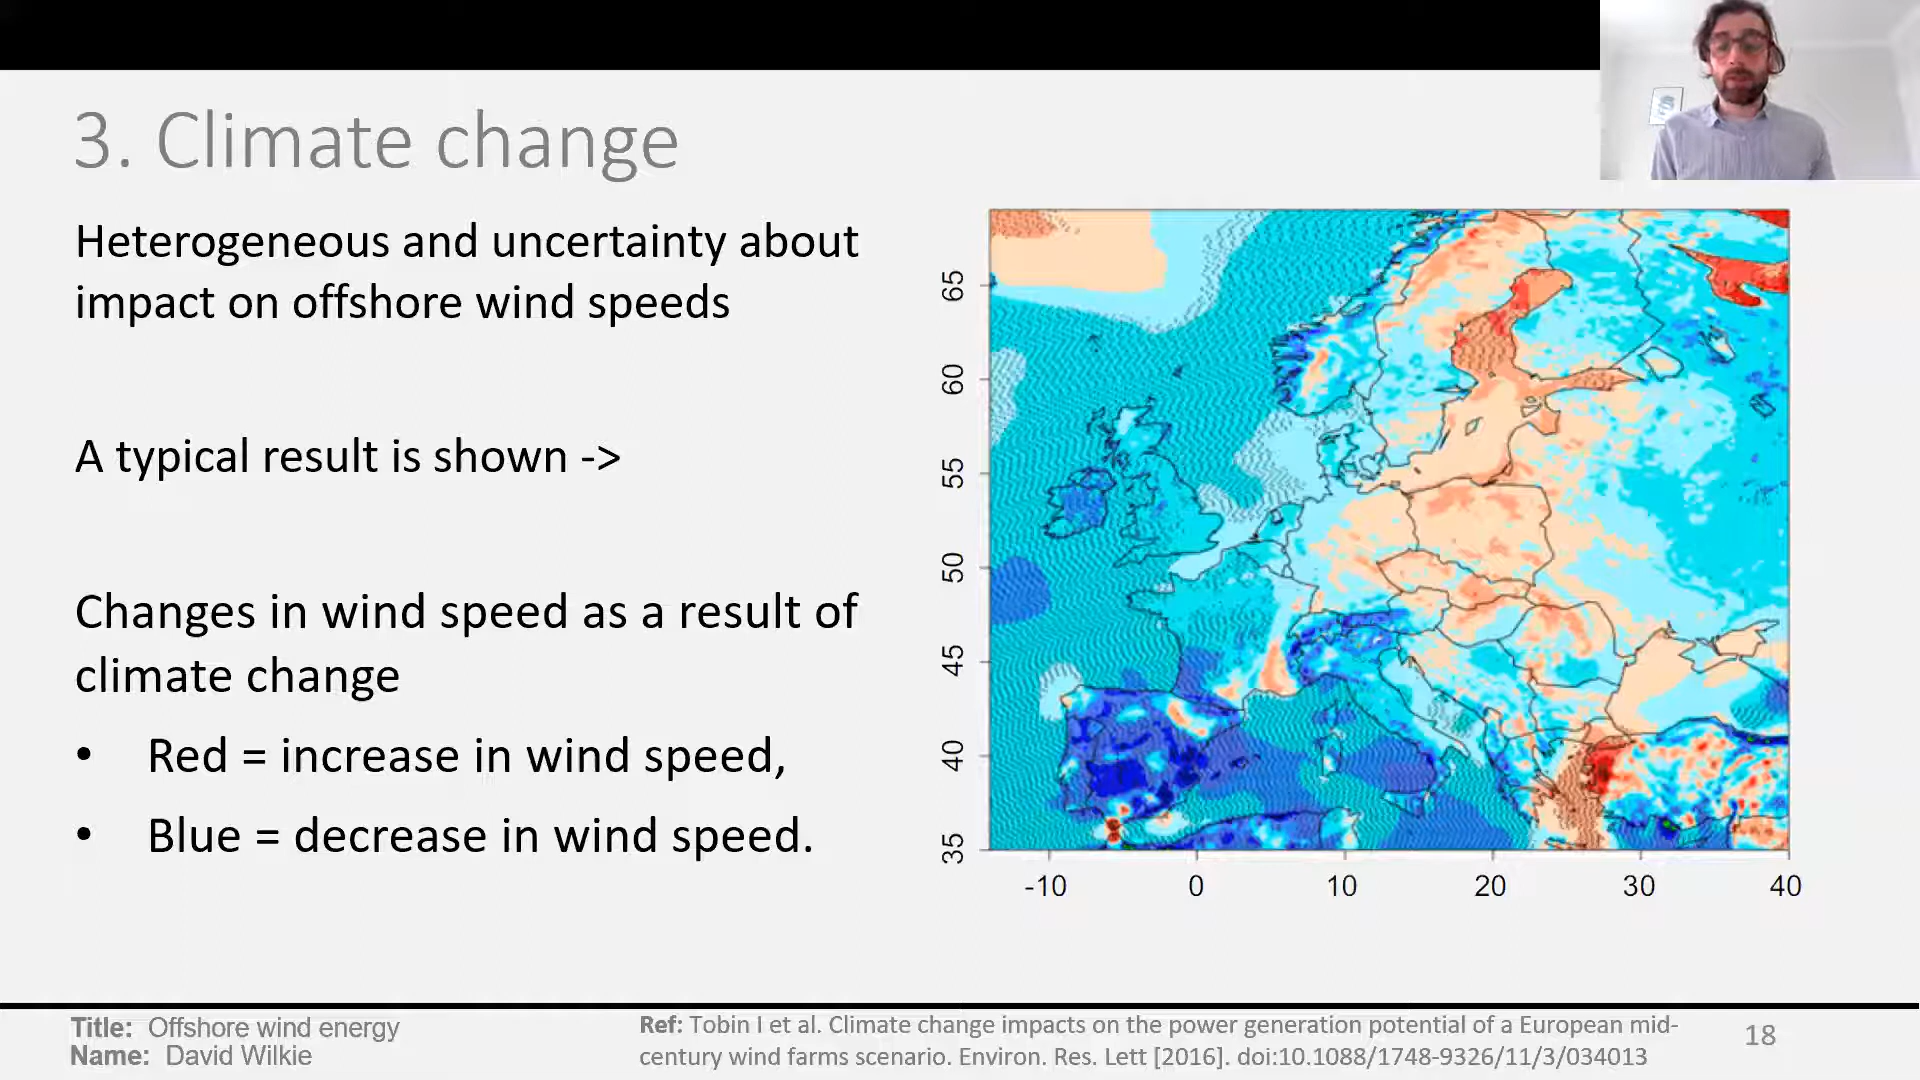 3. Climate change
Heterogeneous and uncertainty about
impact on offshore wind speeds
A typical result is shown ->
Changes in wind speed as a result of
climate change
• Red = increase in wind speed,
• Blue = decrease in wind speed.
65
60
55
50
45
40
35
-10 0 10 20 30 40
Title: Offshore wind energy
Name: David Wilkie
Ref: Tobin I et al. Climate change impacts on the power generation potential of a European mid-
century wind farms scenario. Environ. Res. Lett [2016]. doi:10.1088/1748-9326/11/3/034013
18